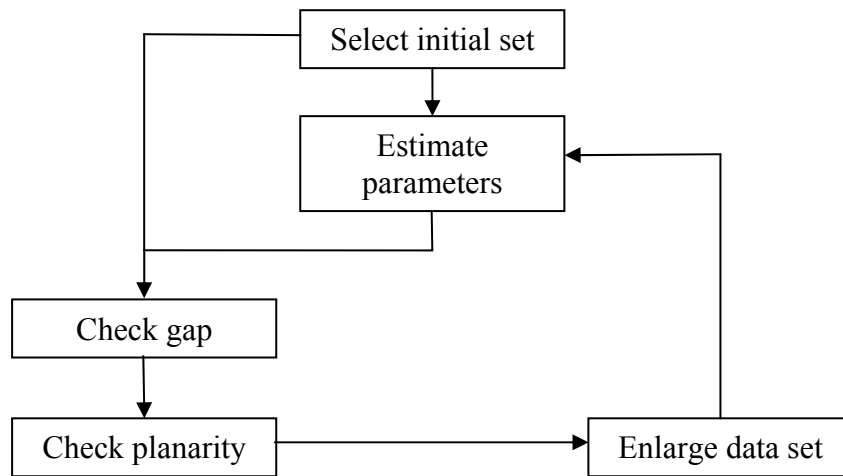 Select initial set
Estimate
parameters
Check gap
Check planarity
Enlarge data set